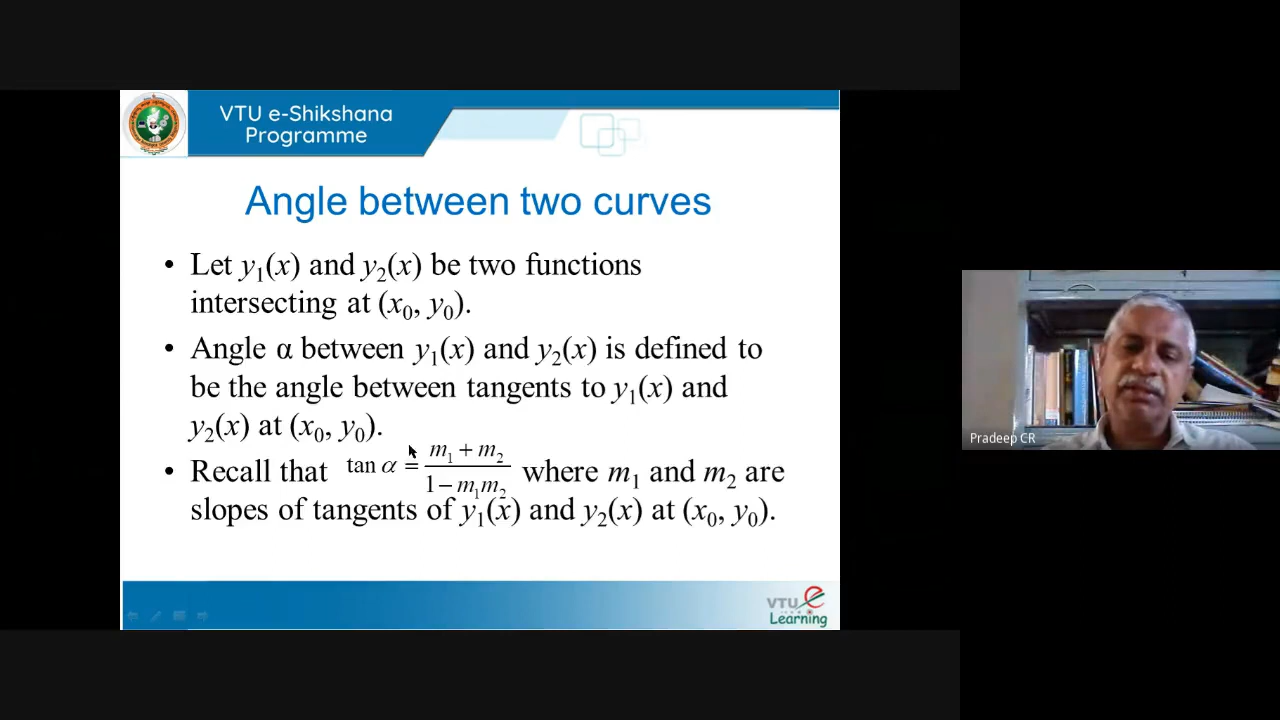 VTU e-Shikshana
Programme
Angle between two curves
• Let y₁(x) and y₂(x) be two functions
intersecting at (x₀, y₀).
• Angle α between y₁(x) and y₂(x) is defined to
be the angle between tangents to y₁(x) and
y₂(x) at (x₀, y₀).
• Recall that tan α = (m₁ + m₂)/(1 − m₁m₂) where m₁ and m₂ are
slopes of tangents of y₁(x) and y₂(x) at (x₀, y₀).
VTU e
Learning
Pradeep CR